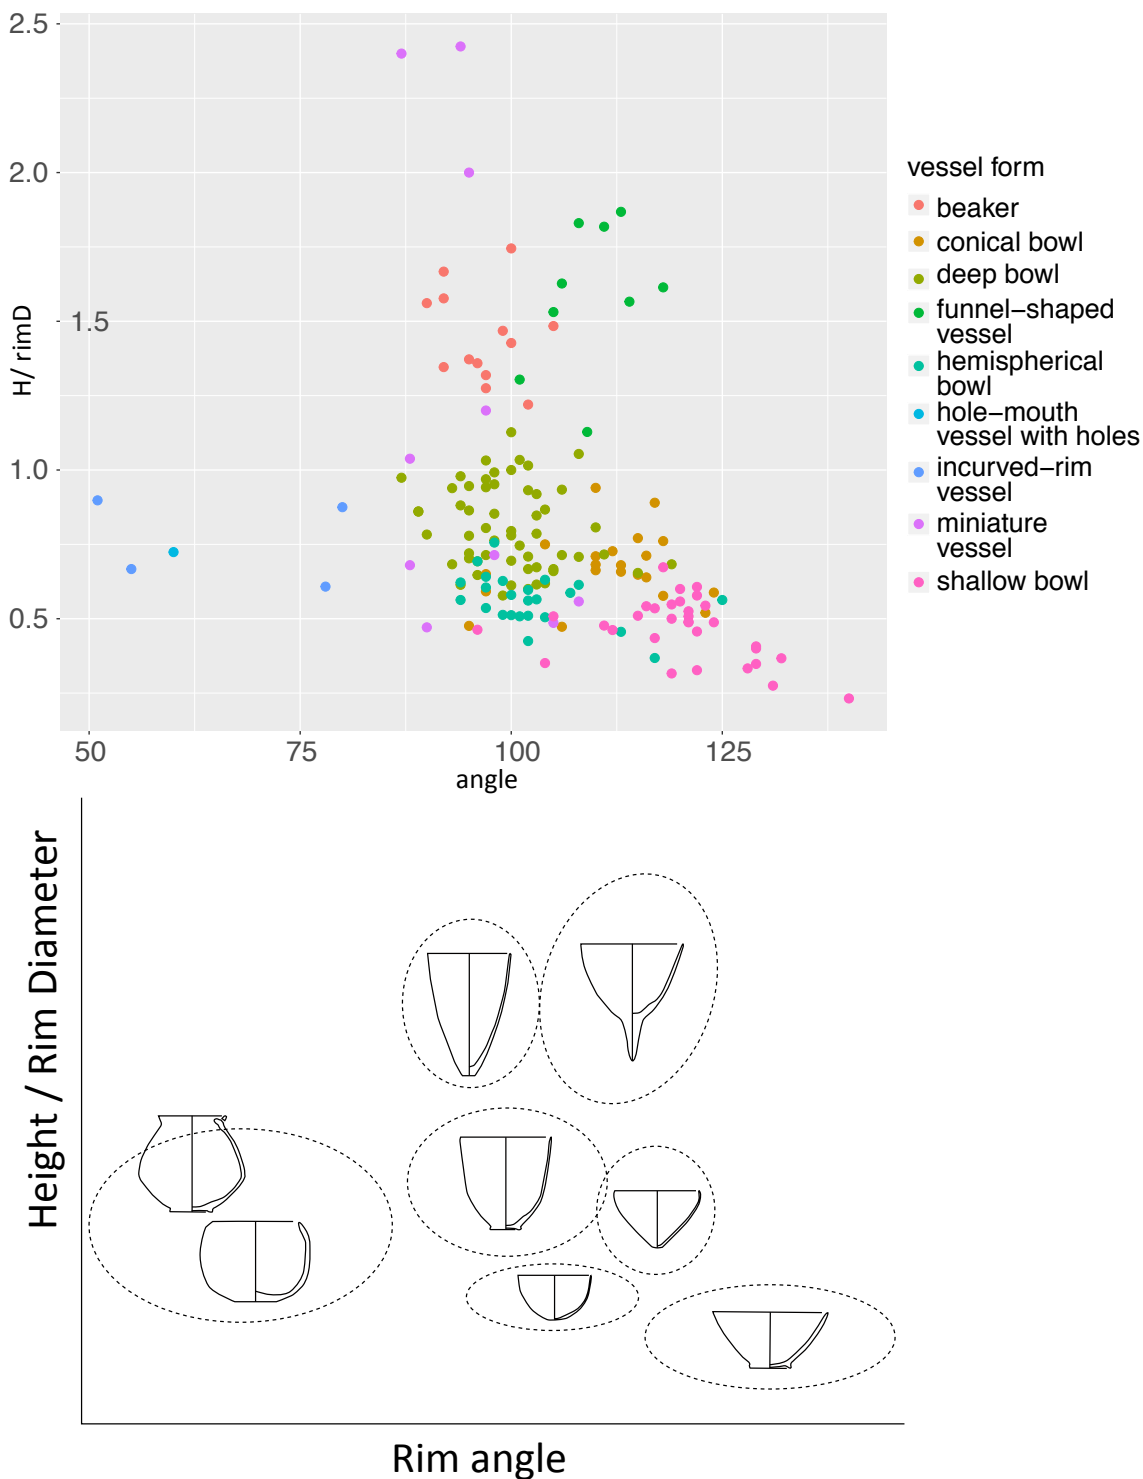 2.5
2.0
1.5
1.0
0.5
H/ rimD
50
75
100
125
angle
vessel form
beaker
conical bowl
deep bowl
funnel−shaped
vessel
hemispherical
bowl
hole−mouth
vessel with holes
incurved−rim
vessel
miniature
vessel
shallow bowl
Height / Rim Diameter
Rim angle